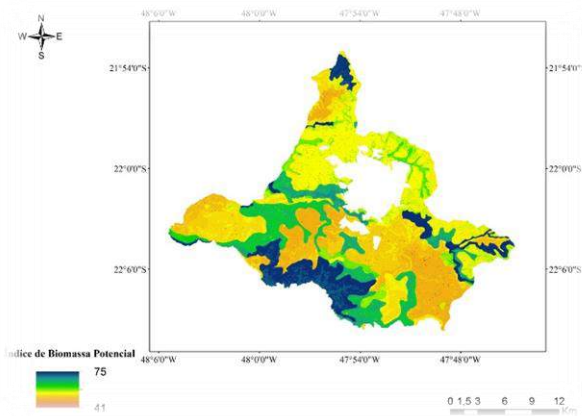 48°6'0"W 48°0'0"W 47°54'0"W 47°48'0"W
N
W E
S
21°54'0"S 21°54'0"S
22°0'0"S 22°0'0"S
22°6'0"S 22°6'0"S
48°6'0"W 48°0'0"W 47°54'0"W 47°48'0"W
Índice de Biomassa Potencial
75
41
0 1,5 3 6 9 12
Km